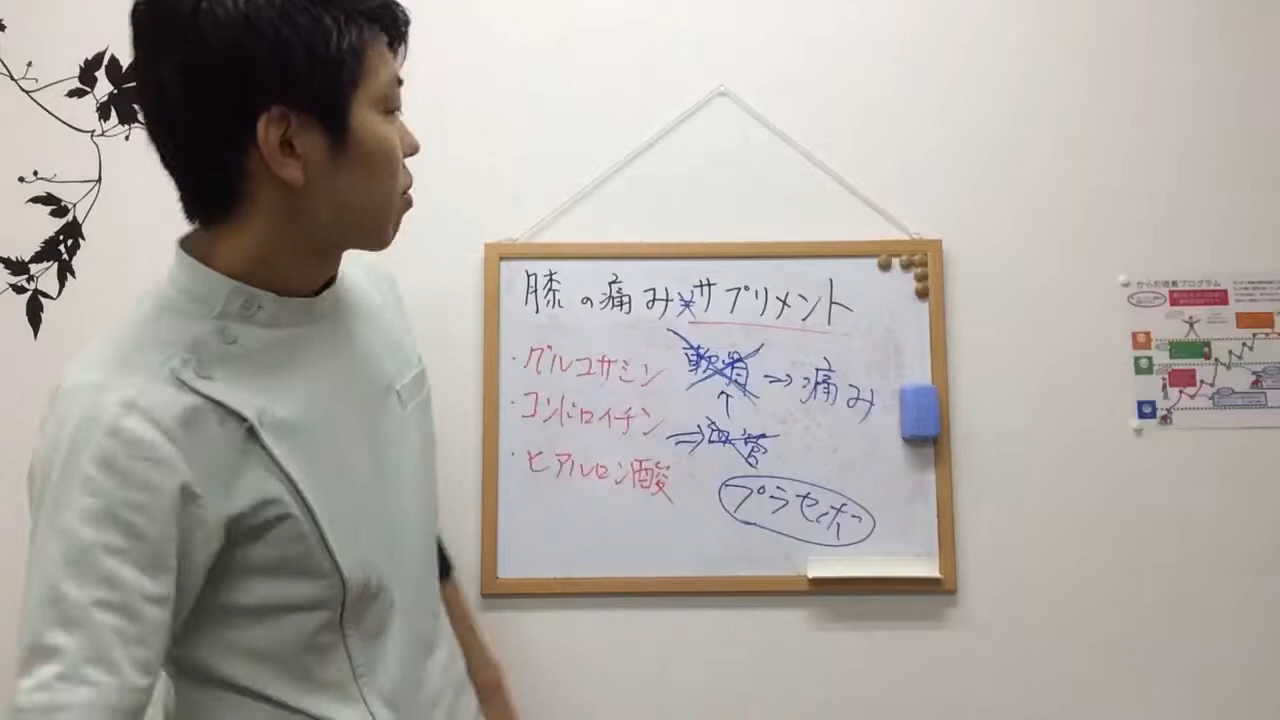 膝の痛み×サプリメント
・グルコサミン 軟骨 ⇒ 痛み
↑
・コンドロイチン ⇒ 血管
・ヒアルロン酸
プラセボ
からだ改善プログラム